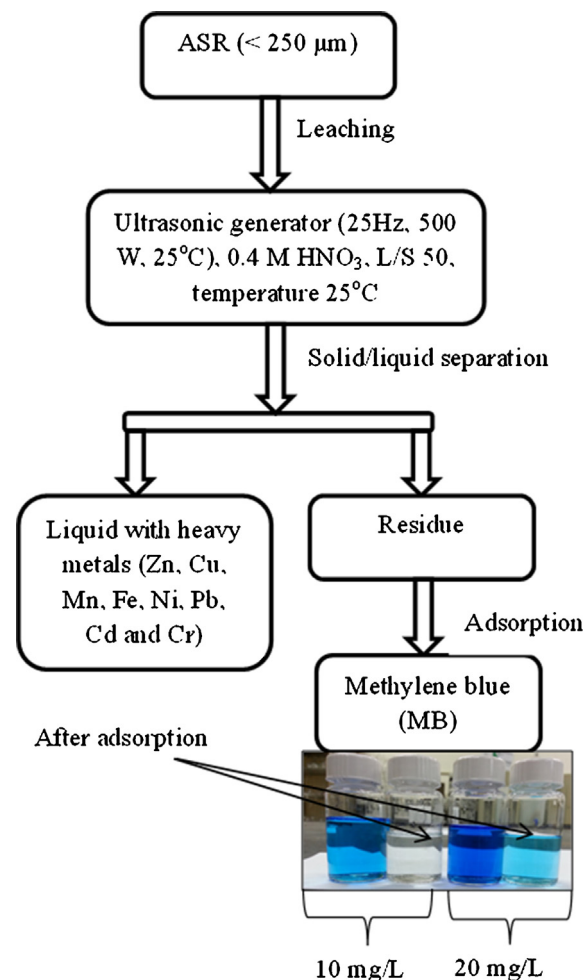 ASR (< 250 µm)
Leaching
Ultrasonic generator (25Hz, 500
W, 25°C), 0.4 M HNO₃, L/S 50,
temperature 25°C
Solid/liquid separation
Liquid with heavy
metals (Zn, Cu,
Mn, Fe, Ni, Pb,
Cd and Cr)
Residue
Adsorption
Methylene blue
(MB)
After adsorption
10 mg/L
20 mg/L